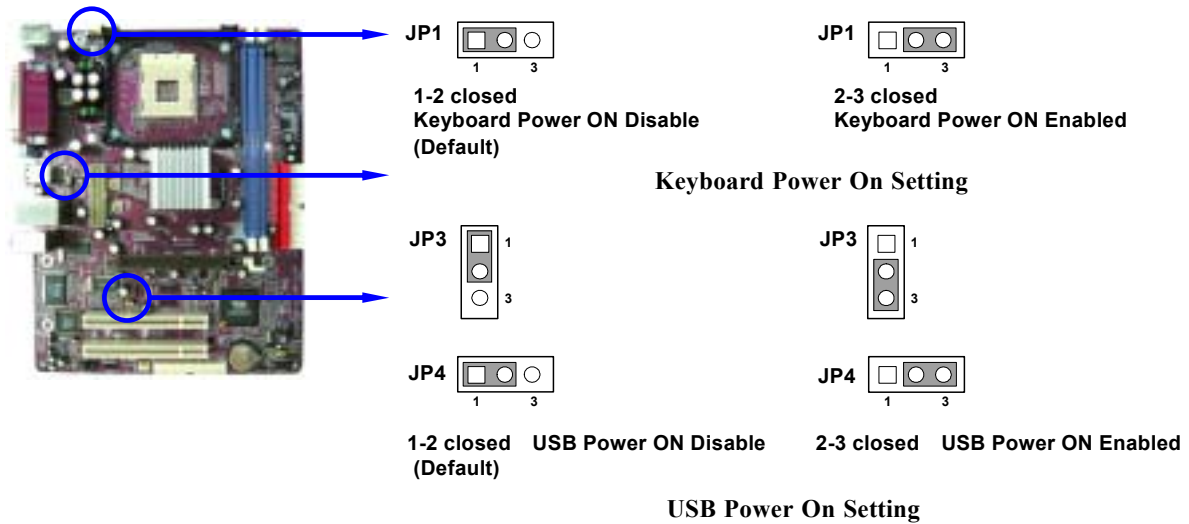 JP1 JP1
1 3 1 3
1-2 closed 2-3 closed
Keyboard Power ON Disable Keyboard Power ON Enabled
(Default)
Keyboard Power On Setting
JP3 1 JP3 1
3 3
JP4 JP4
1 3 1 3
1-2 closed USB Power ON Disable 2-3 closed USB Power ON Enabled
(Default)
USB Power On Setting